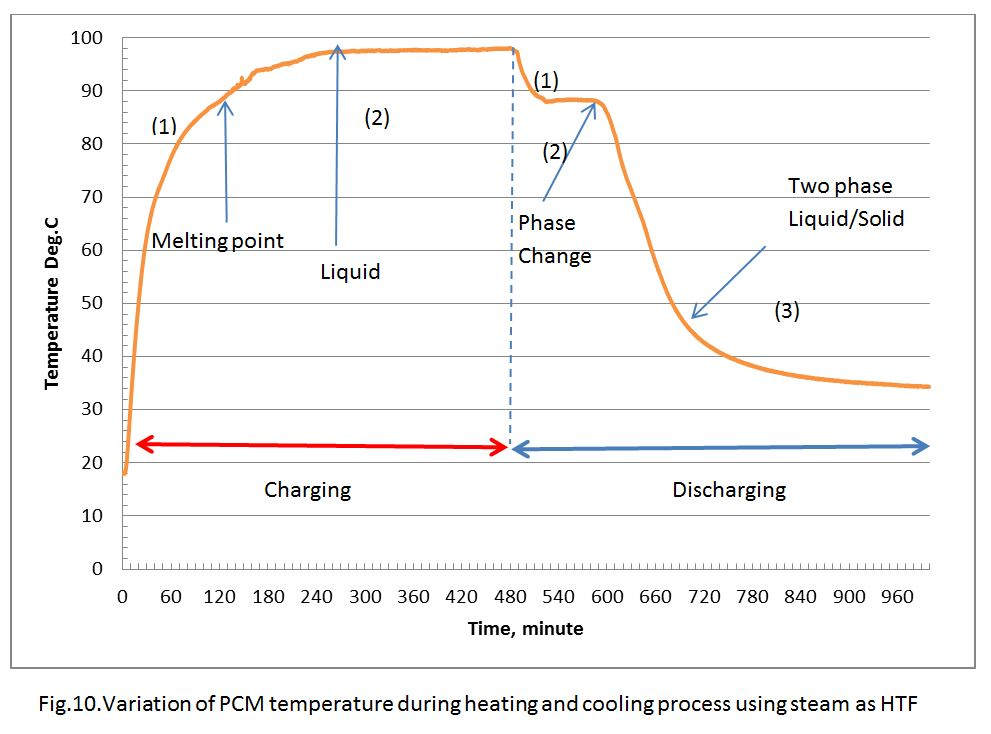 100
90
80
70
60
50
40
30
20
10
0
Temperature Deg.C
(1)
Melting point
(2)
Liquid
(1)
(2)
Phase
Change
Two phase
Liquid/Solid
(3)
Charging
Discharging
0 60 120 180 240 300 360 420 480 540 600 660 720 780 840 900 960
Time, minute
Fig.10.Variation of PCM temperature during heating and cooling process using steam as HTF